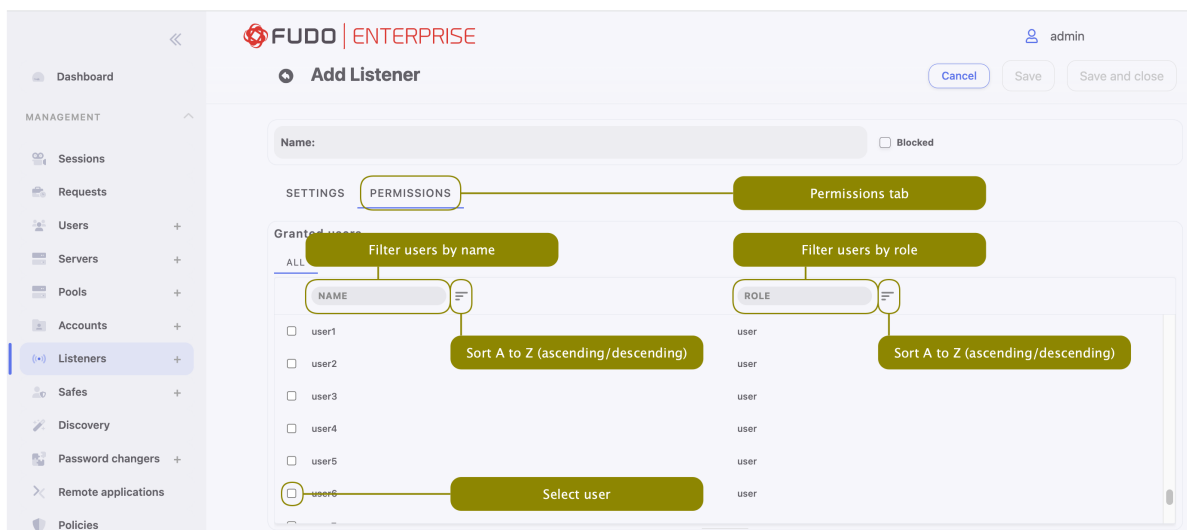 FUDO ENTERPRISE
admin
Dashboard
Add Listener
Cancel
Save
Save and close
MANAGEMENT
Name:
Blocked
Sessions
Requests
SETTINGS
PERMISSIONS
Permissions tab
Users +
Granted users
Filter users by name
Filter users by role
Servers +
ALL
Pools +
NAME
ROLE
Accounts +
user1
user
Sort A to Z (ascending/descending)
Sort A to Z (ascending/descending)
Listeners +
user2
user
Safes +
user3
user
Discovery
user4
user
Password changers +
user5
user
Remote applications
user6
Select user
user
Policies